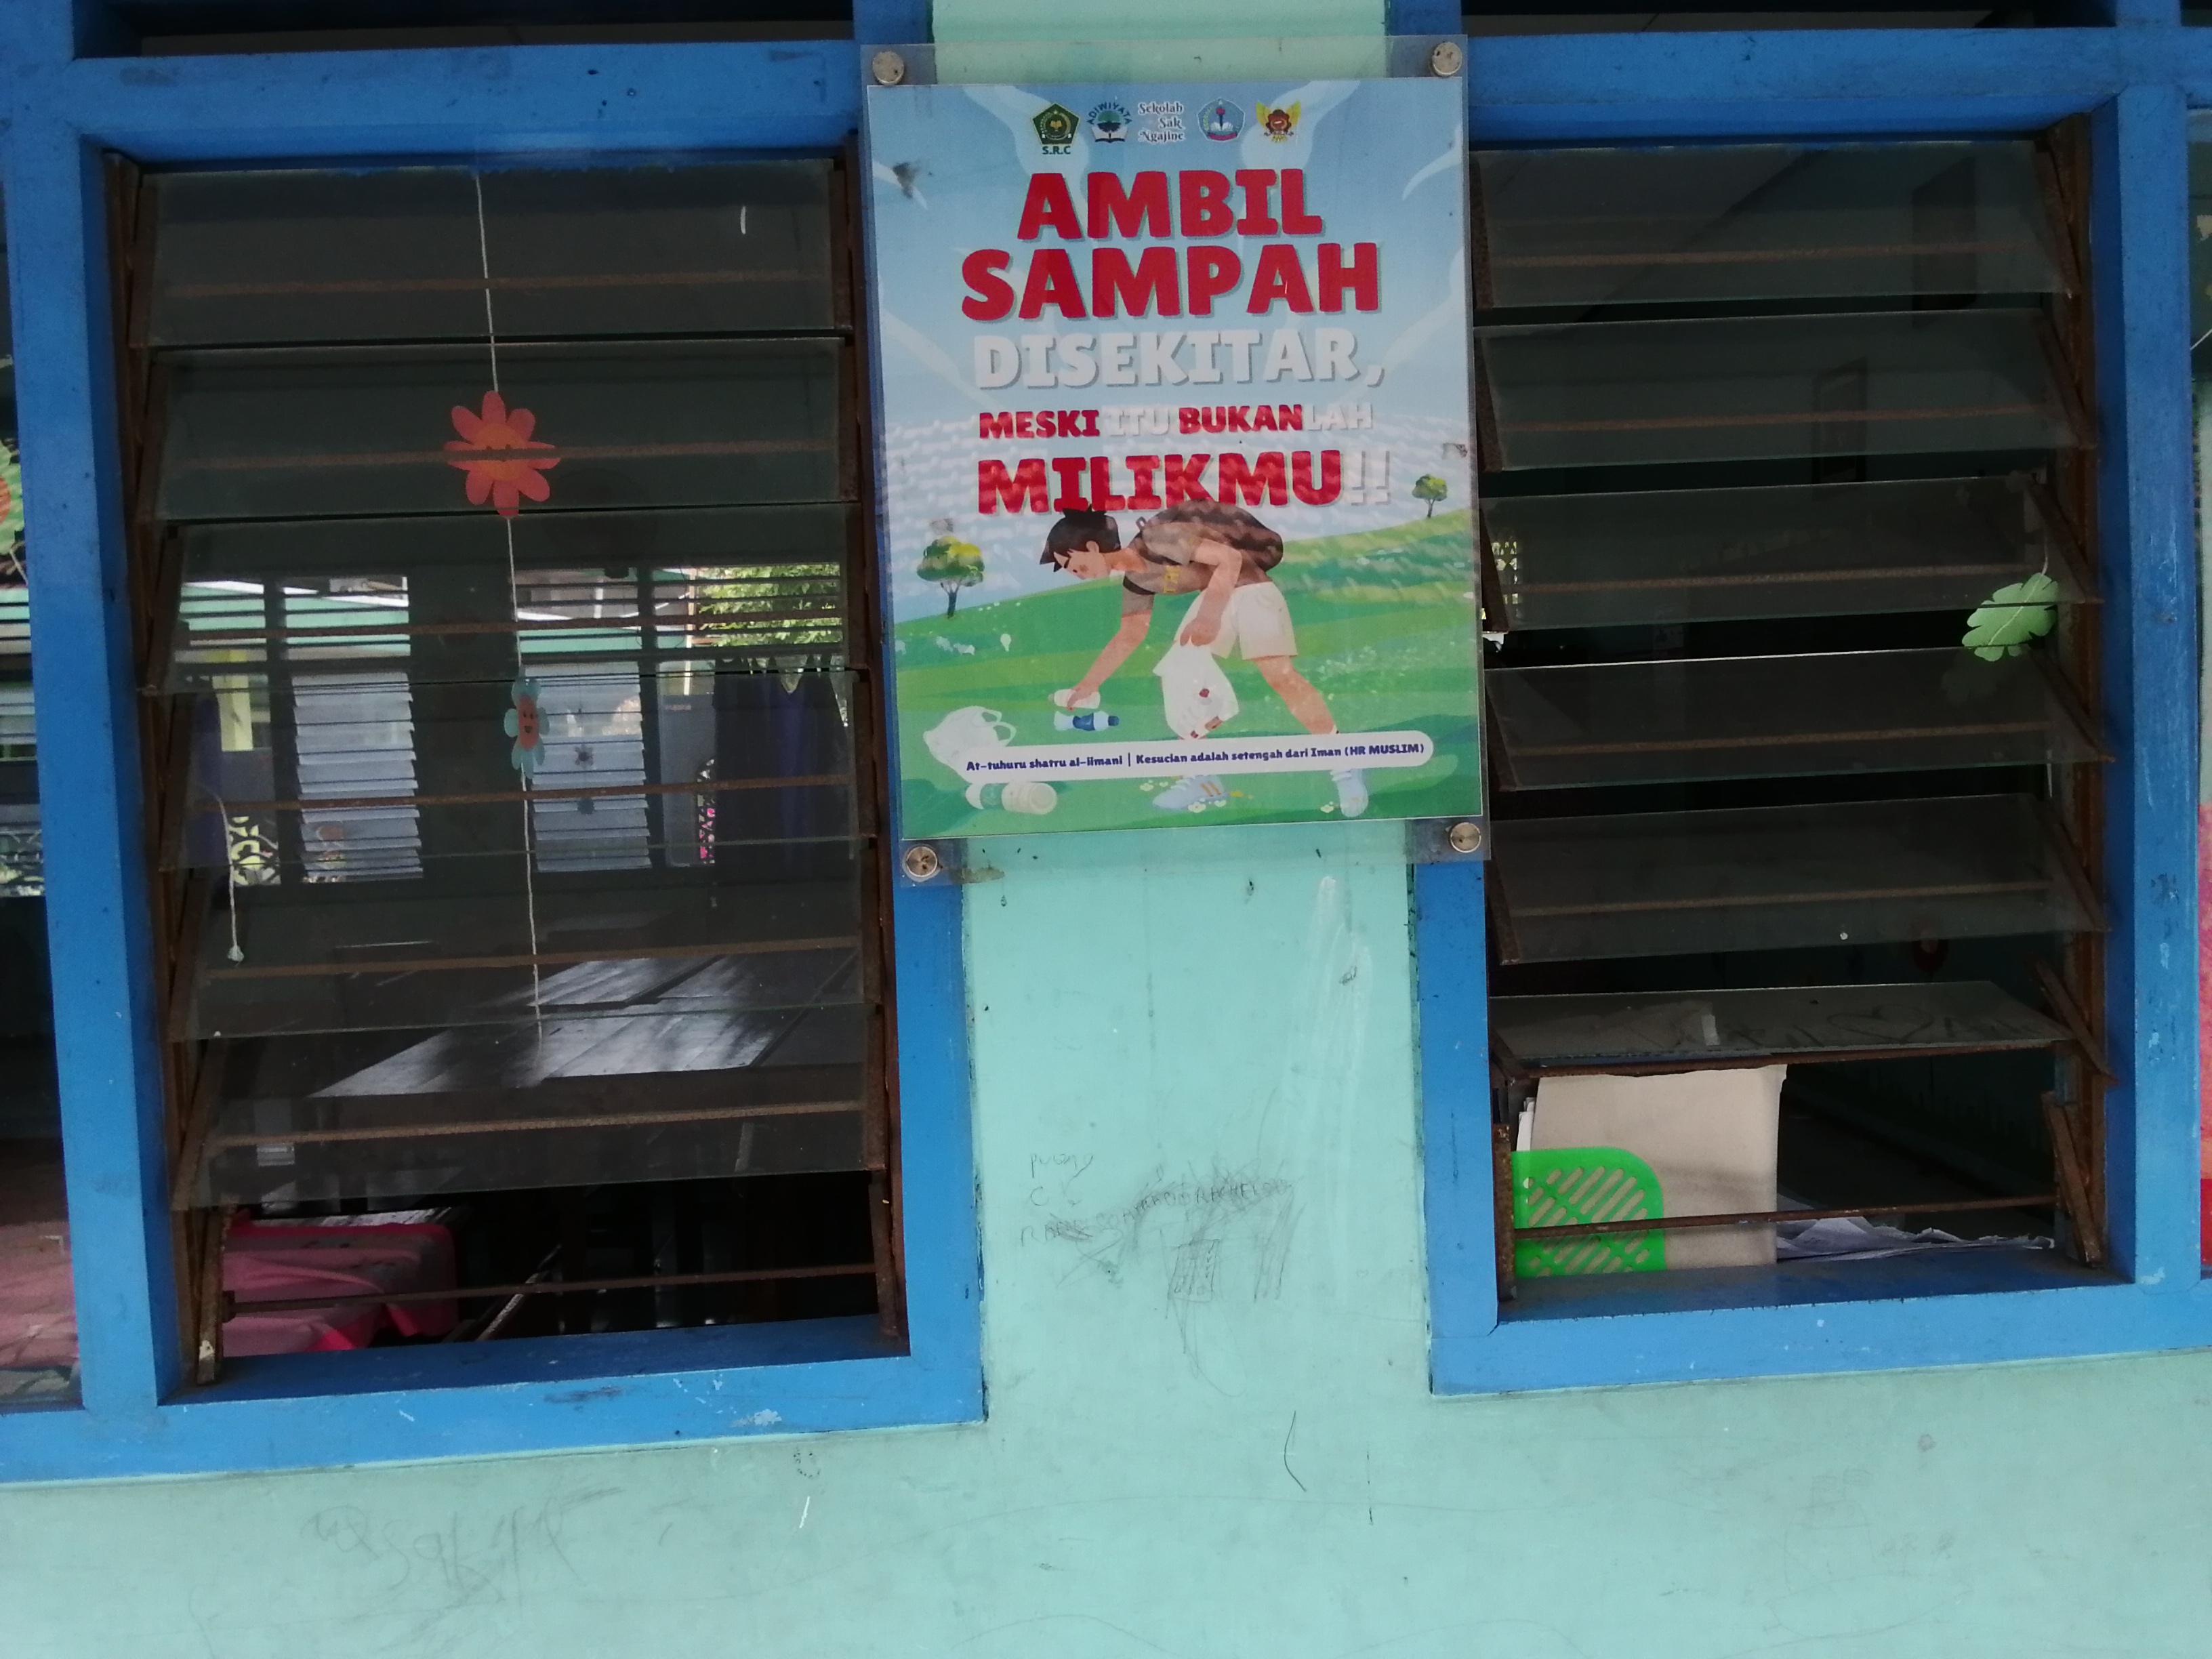 S.R.C
ADIWIYATA
Sekolah
Sak
Ngajine
AMBIL
SAMPAH
DISEKITAR,
MESKI ITU BUKANLAH
MILIKMU!!
At-tuhuru shatru al-iimani | Kesucian adalah setengah dari Iman (HR MUSLIM)